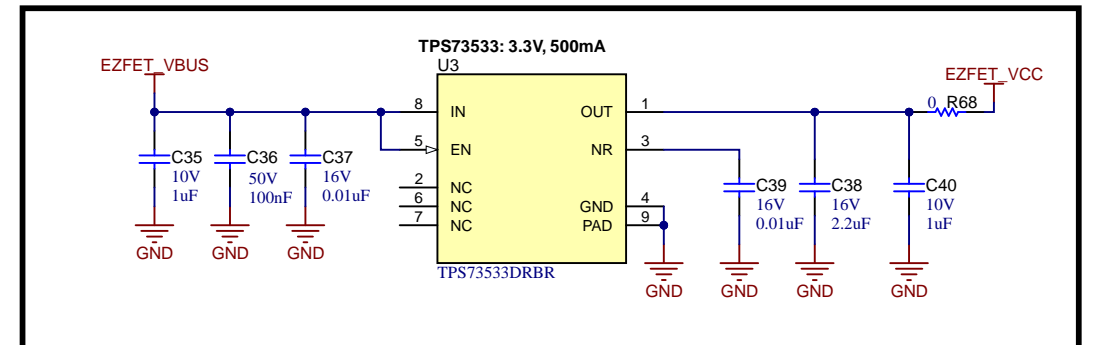 TPS73533: 3.3V, 500mA
EZFET_VBUS
U3
EZFET_VCC
8 IN
OUT 1
0 R68
5 EN
NR 3
C35
10V
1uF
C36
50V
100nF
C37
16V
0.01uF
2 NC
6 NC
7 NC
GND 4
PAD 9
C39
16V
0.01uF
C38
16V
2.2uF
C40
10V
1uF
GND
GND
GND
TPS73533DRBR
GND
GND
GND
GND